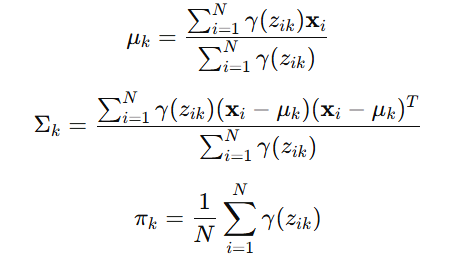 μ_k = \frac{\sum_{i=1}^{N} γ(z_{ik}) \mathbf{x}_i}{\sum_{i=1}^{N} γ(z_{ik})}
Σ_k = \frac{\sum_{i=1}^{N} γ(z_{ik})(\mathbf{x}_i − μ_k)(\mathbf{x}_i − μ_k)^T}{\sum_{i=1}^{N} γ(z_{ik})}
π_k = \frac{1}{N} \sum_{i=1}^{N} γ(z_{ik})